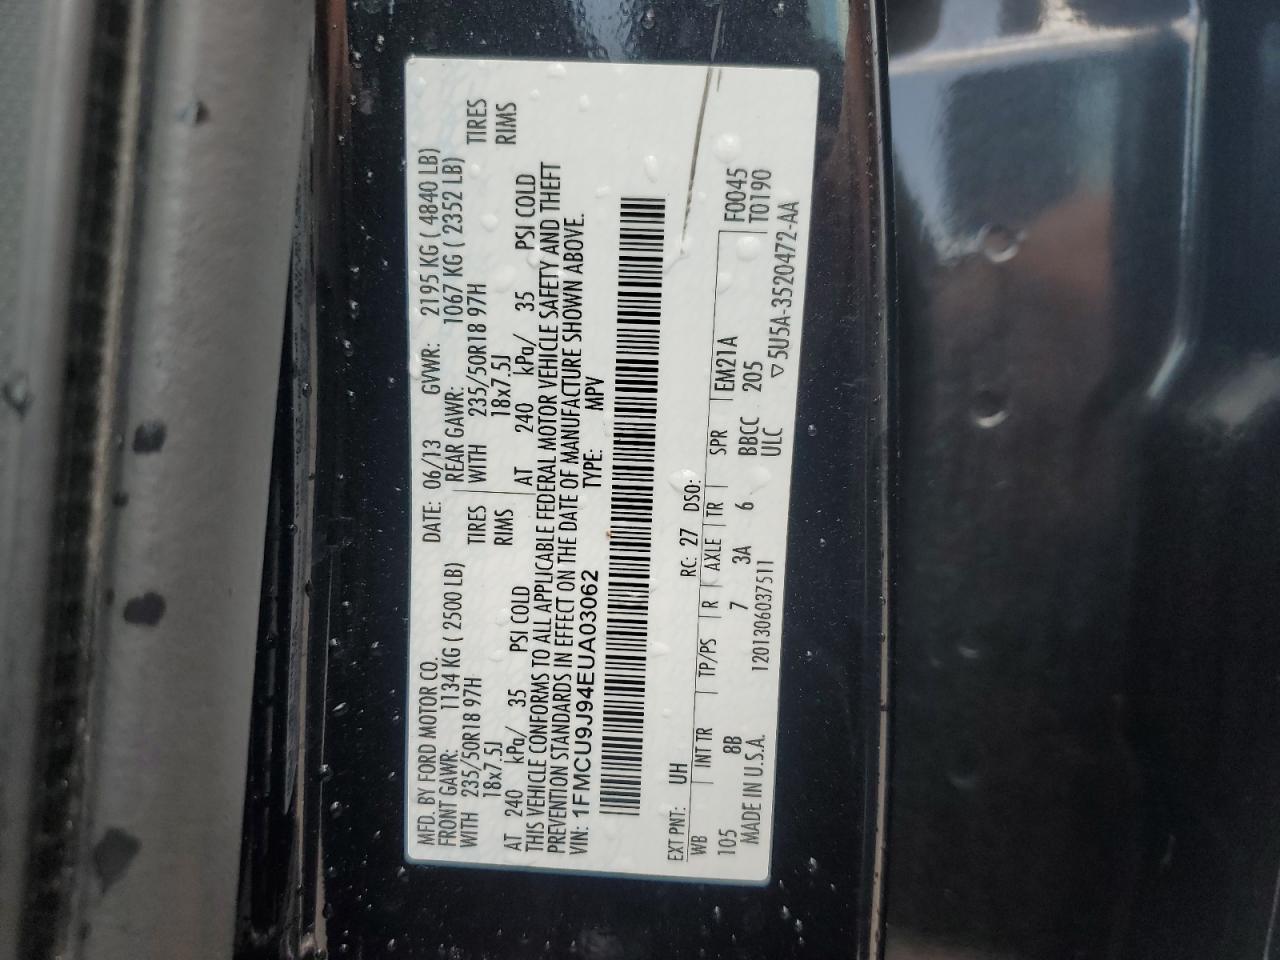 MFD. BY FORD MOTOR CO. DATE: 06/13 GVWR: 2195 KG ( 4840 LB)
FRONT GAWR: 1134 KG ( 2500 LB) REAR GAWR: 1067 KG ( 2352 LB)
WITH 235/50R18 97H TIRES WITH 235/50R18 97H TIRES
18x7.5J RIMS 18x7.5J RIMS
AT 240 kPa/ 35 PSI COLD AT 240 kPa/ 35 PSI COLD
THIS VEHICLE CONFORMS TO ALL APPLICABLE FEDERAL MOTOR VEHICLE SAFETY AND THEFT
PREVENTION STANDARDS IN EFFECT ON THE DATE OF MANUFACTURE SHOWN ABOVE.
VIN: 1FMCU9J94EUA03062 TYPE: MPV
EXT PNT: UH RC: 27 DSO:
WB INT TR TP/PS R AXLE TR SPR EM21A F0045
105 8B 7 3A 6 BBCC 205 T0190
MADE IN U.S.A. 1201306037511 ULC ▽5U5A-3520472-AA